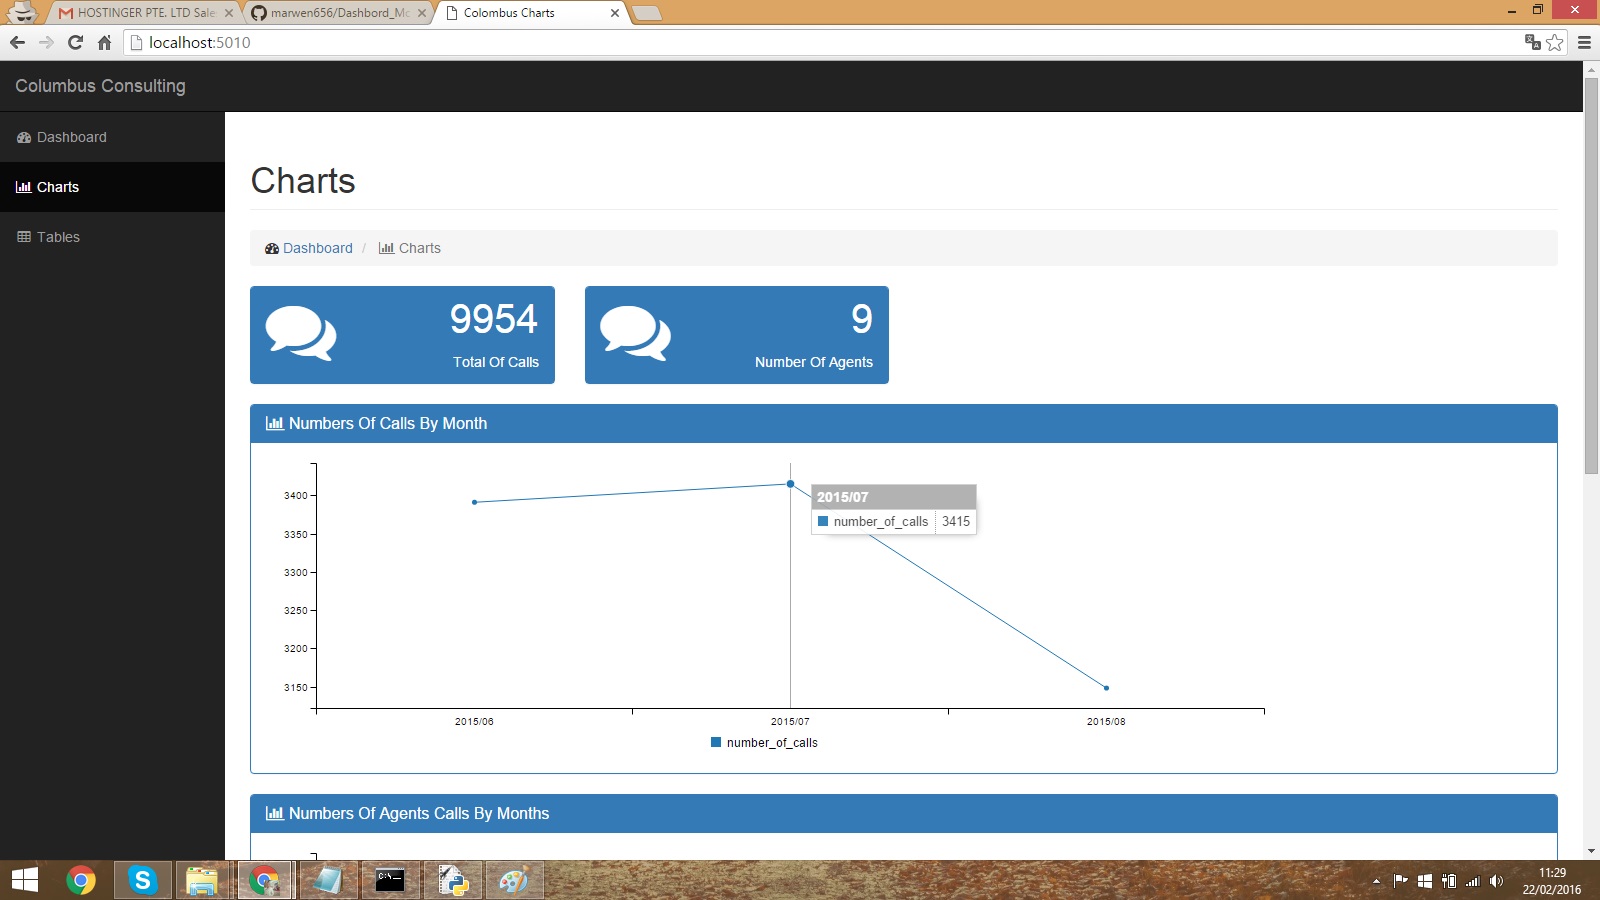 HOSTINGER PTE. LTD Sale
marwen656/Dashbord_Mo
Colombus Charts
localhost:5010
Columbus Consulting
Dashboard
Charts
Tables
Charts
Dashboard / Charts
9954
Total Of Calls
9
Number Of Agents
Numbers Of Calls By Month
3400
3350
3300
3250
3200
3150
2015/07
number_of_calls 3415
2015/06 2015/07 2015/08
number_of_calls
Numbers Of Agents Calls By Months
11:29
22/02/2016